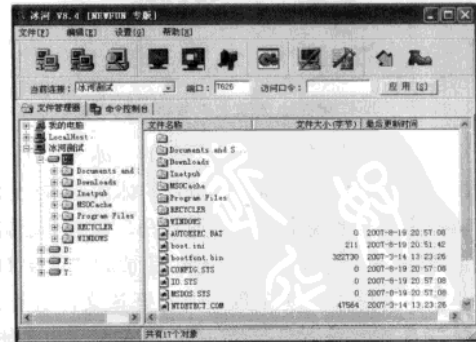 冰河 V8.4 [NEWFUN 专版]
文件[F] 编辑[E] 设置[G] 帮助[H]
当前连接: 冰河测试 端口: 7626 访问口令: 应用[S]
文件管理器 命令控制台
我的电脑
LocalHost
冰河测试
C:
Documents and
Downloads
Inetpub
MSOCache
Program Files
RECYCLER
WINDOWS
D:
E:
文件名称 文件大小(字节) 最后更新时间
Documents and S
Downloads
Inetpub
MSOCache
Program Files
RECYCLER
WINDOWS
AUTOEXEC.BAT 0 2007-8-19 20:57:08
boot.ini 211 2007-8-19 20:51:42
bootfont.bin 322730 2007-3-14 13:23:26
CONFIG.SYS 0 2007-8-19 20:57:08
IO.SYS 0 2007-8-19 20:57:08
MSDOS.SYS 0 2007-8-19 20:57:08
NTDETECT.COM 47564 2007-3-14 13:23:26
共有17个对象